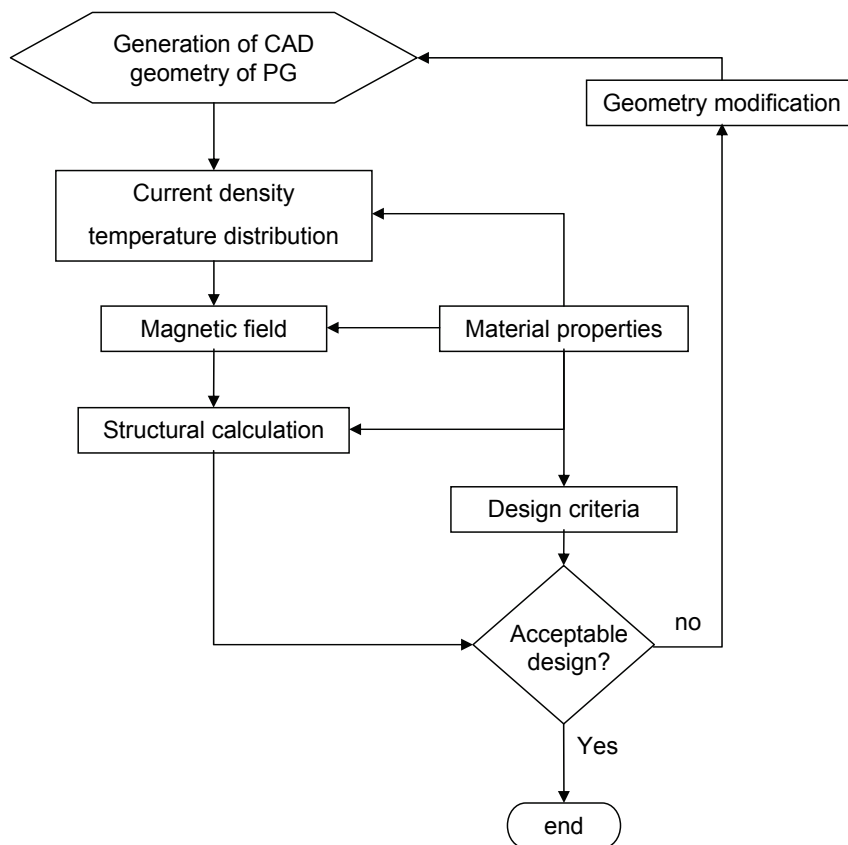 Generation of CAD
geometry of PG
Geometry modification
Current density
temperature distribution
Magnetic field
Material properties
Structural calculation
Design criteria
Acceptable
design?
no
Yes
end